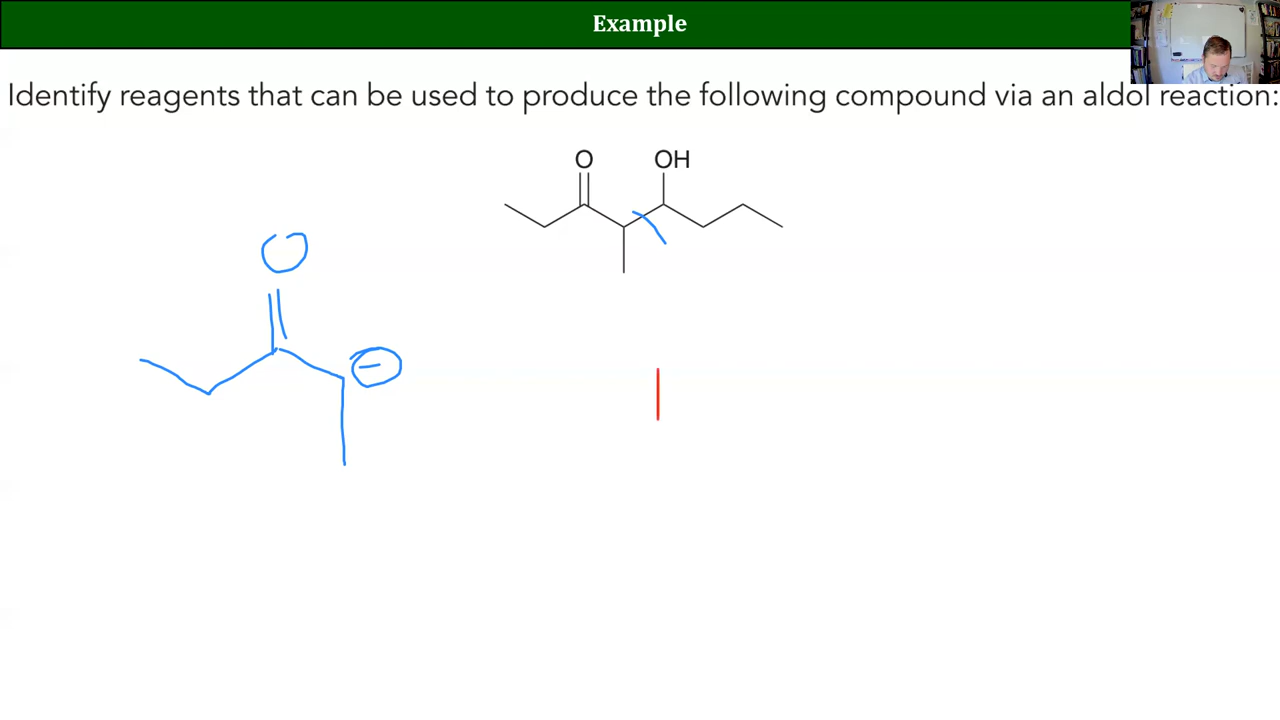 Example
Identify reagents that can be used to produce the following compound via an aldol reaction:
O OH
O
−